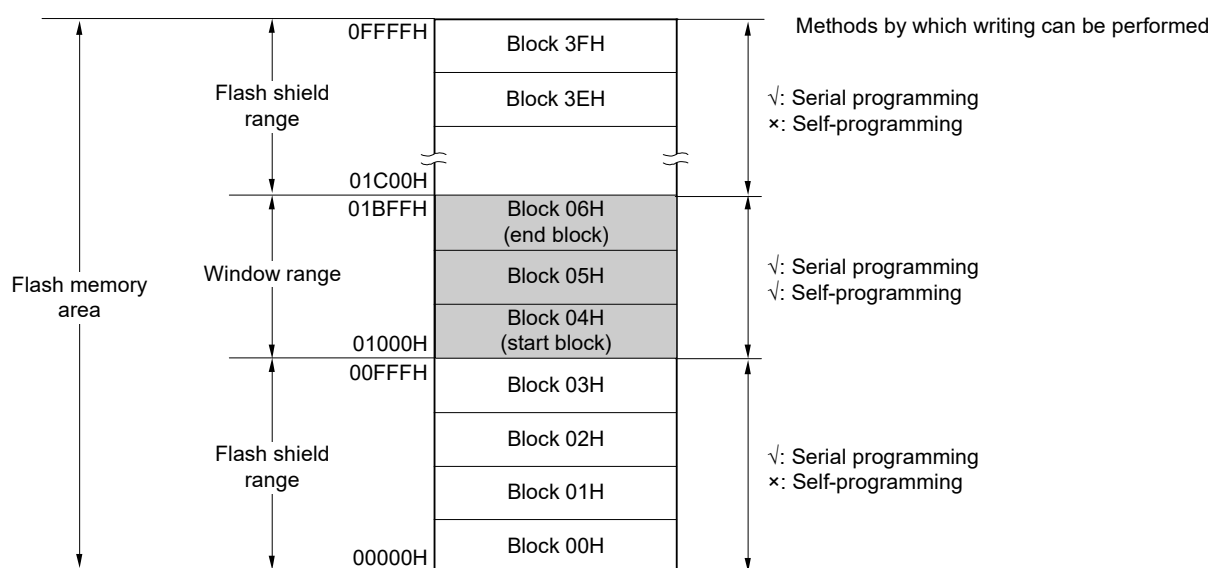 Methods by which writing can be performed
0FFFFH
Block 3FH
Flash shield
range
Block 3EH
√: Serial programming
×: Self-programming
01C00H
01BFFH
Block 06H
(end block)
Flash memory
area
Window range
Block 05H
√: Serial programming
√: Self-programming
Block 04H
(start block)
01000H
00FFFH
Block 03H
Flash shield
range
Block 02H
√: Serial programming
×: Self-programming
Block 01H
Block 00H
00000H